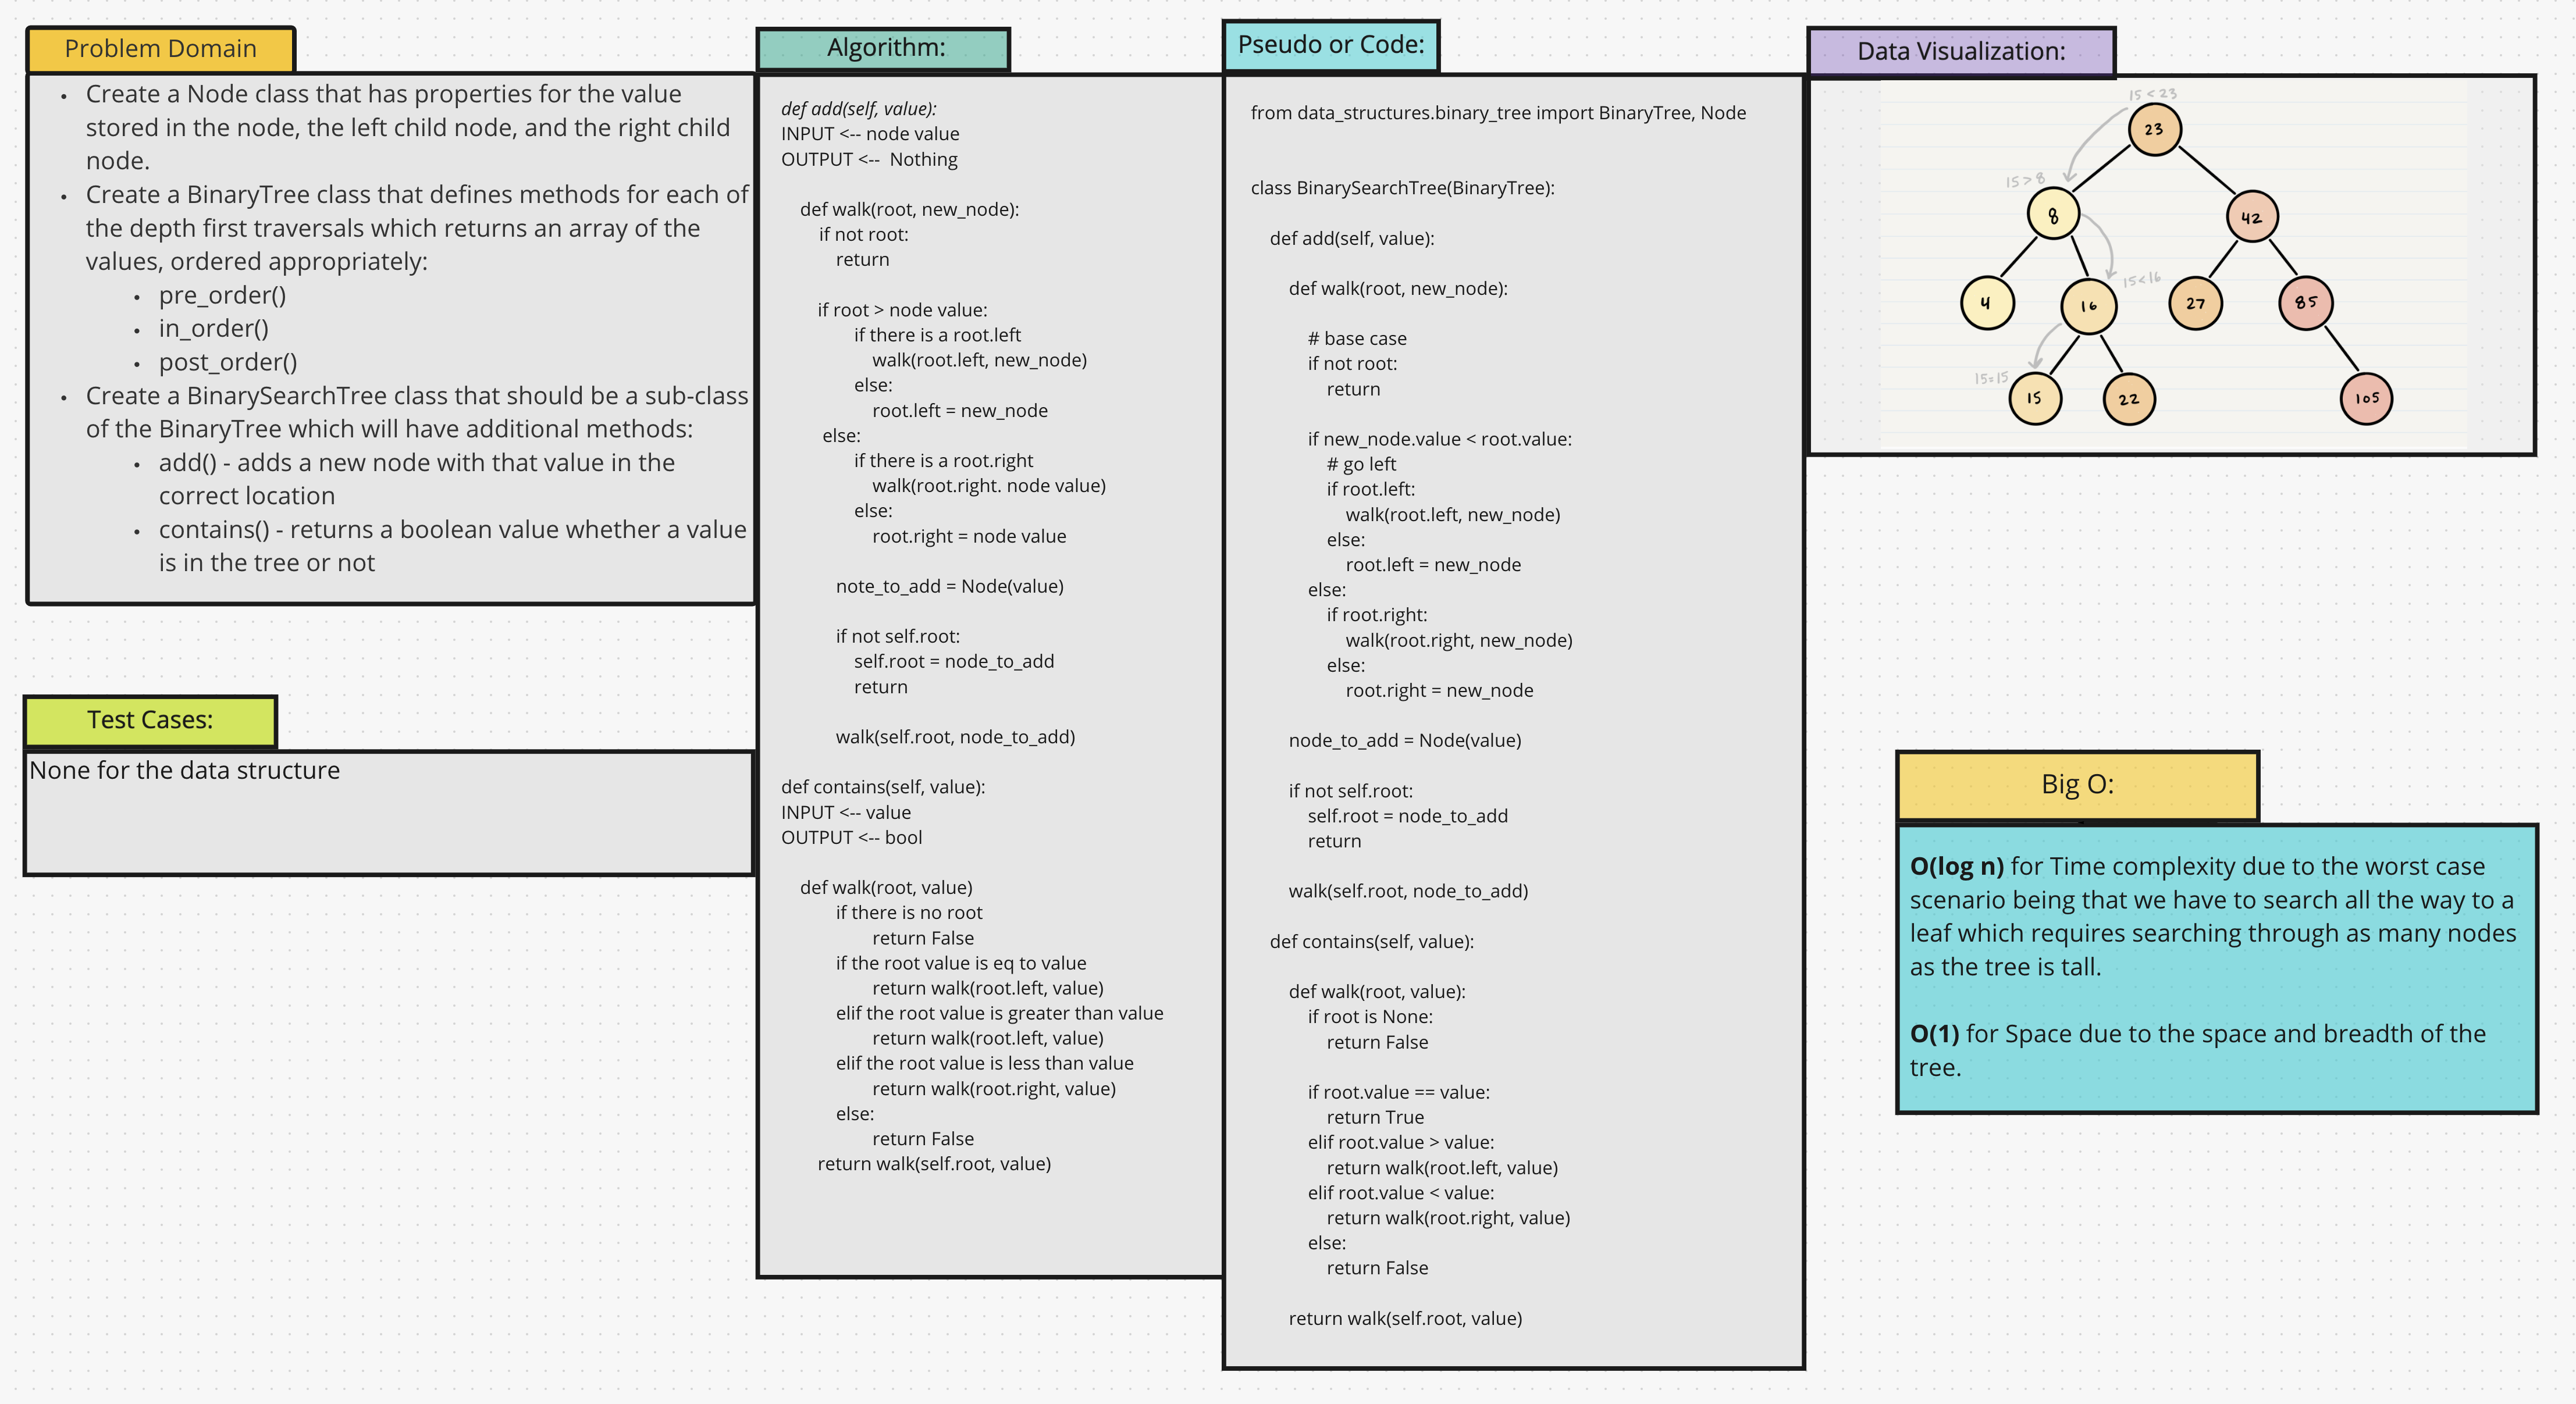 Problem Domain
• Create a Node class that has properties for the value
stored in the node, the left child node, and the right child
node.
• Create a BinaryTree class that defines methods for each of
the depth first traversals which returns an array of the
values, ordered appropriately:
• pre_order()
• in_order()
• post_order()
• Create a BinarySearchTree class that should be a sub-class
of the BinaryTree which will have additional methods:
• add() - adds a new node with that value in the
correct location
• contains() - returns a boolean value whether a value
is in the tree or not
Test Cases:
None for the data structure
Algorithm:
def add(self, value):
INPUT <-- node value
OUTPUT <-- Nothing
def walk(root, new_node):
if not root:
return
if root > node value:
if there is a root.left
walk(root.left, new_node)
else:
root.left = new_node
else:
if there is a root.right
walk(root.right. node value)
else:
root.right = node value
note_to_add = Node(value)
if not self.root:
self.root = node_to_add
return
walk(self.root, node_to_add)
def contains(self, value):
INPUT <-- value
OUTPUT <-- bool
def walk(root, value)
if there is no root
return False
if the root value is eq to value
return walk(root.left, value)
elif the root value is greater than value
return walk(root.left, value)
elif the root value is less than value
return walk(root.right, value)
else:
return False
return walk(self.root, value)
Pseudo or Code:
from data_structures.binary_tree import BinaryTree, Node
class BinarySearchTree(BinaryTree):
def add(self, value):
def walk(root, new_node):
# base case
if not root:
return
if new_node.value < root.value:
# go left
if root.left:
walk(root.left, new_node)
else:
root.left = new_node
else:
if root.right:
walk(root.right, new_node)
else:
root.right = new_node
node_to_add = Node(value)
if not self.root:
self.root = node_to_add
return
walk(self.root, node_to_add)
def contains(self, value):
def walk(root, value):
if root is None:
return False
if root.value == value:
return True
elif root.value > value:
return walk(root.left, value)
elif root.value < value:
return walk(root.right, value)
else:
return False
return walk(self.root, value)
Data Visualization:
15 < 23
23
15 > 8
8
42
15 < 16
4
16
27
85
15=15
15
22
105
Big O:
O(log n) for Time complexity due to the worst case
scenario being that we have to search all the way to a
leaf which requires searching through as many nodes
as the tree is tall.
O(1) for Space due to the space and breadth of the
tree.